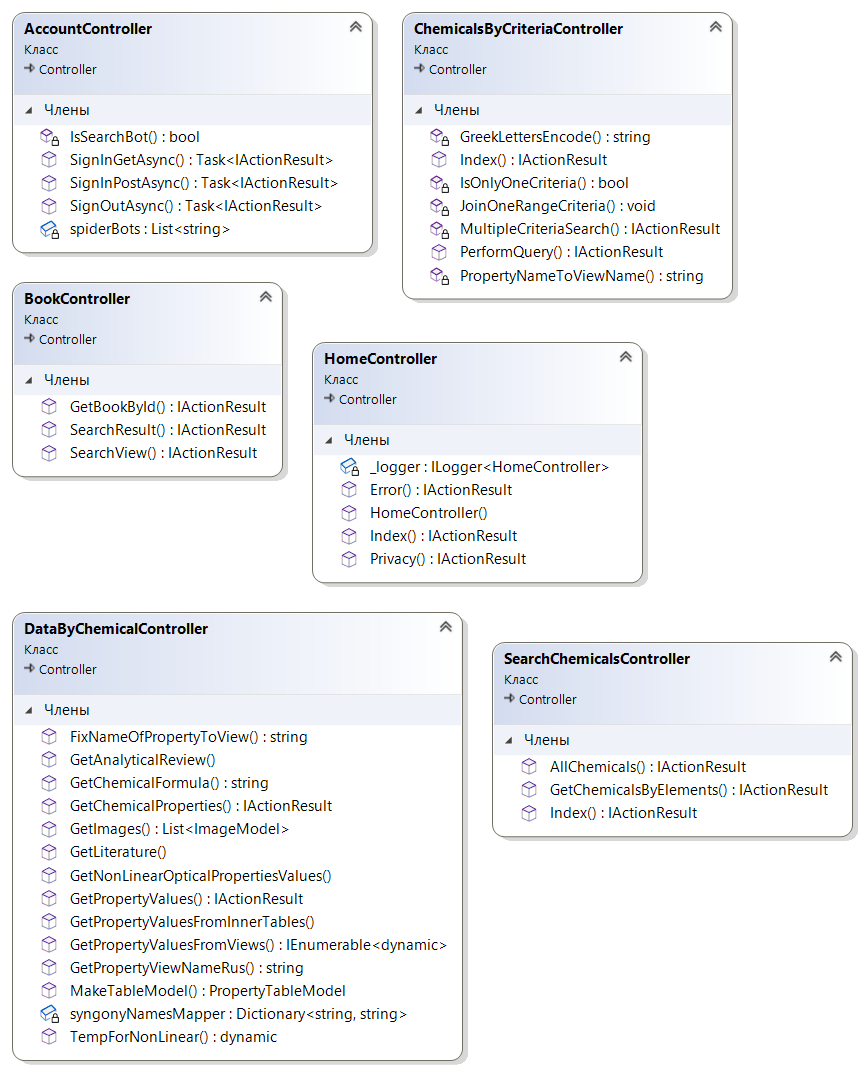 AccountController
Класс
Controller
Члены
IsSearchBot() : bool
SignInGetAsync() : Task<IActionResult>
SignInPostAsync() : Task<IActionResult>
SignOutAsync() : Task<IActionResult>
spiderBots : List<string>
ChemicalsByCriteriaController
Класс
Controller
Члены
GreekLettersEncode() : string
Index() : IActionResult
IsOnlyOneCriteria() : bool
JoinOneRangeCriteria() : void
MultipleCriteriaSearch() : IActionResult
PerformQuery() : IActionResult
PropertyNameToViewName() : string
BookController
Класс
Controller
Члены
GetBookById() : IActionResult
SearchResult() : IActionResult
SearchView() : IActionResult
HomeController
Класс
Controller
Члены
_logger : ILogger<HomeController>
Error() : IActionResult
HomeController()
Index() : IActionResult
Privacy() : IActionResult
DataByChemicalController
Класс
Controller
Члены
FixNameOfPropertyToView() : string
GetAnalyticalReview()
GetChemicalFormula() : string
GetChemicalProperties() : IActionResult
GetImages() : List<ImageModel>
GetLiterature()
GetNonLinearOpticalPropertiesValues()
GetPropertyValues() : IActionResult
GetPropertyValuesFromInnerTables()
GetPropertyValuesFromViews() : IEnumerable<dynamic>
GetPropertyViewNameRus() : string
MakeTableModel() : PropertyTableModel
syngonyNamesMapper : Dictionary<string, string>
TempForNonLinear() : dynamic
SearchChemicalsController
Класс
Controller
Члены
AllChemicals() : IActionResult
GetChemicalsByElements() : IActionResult
Index() : IActionResult